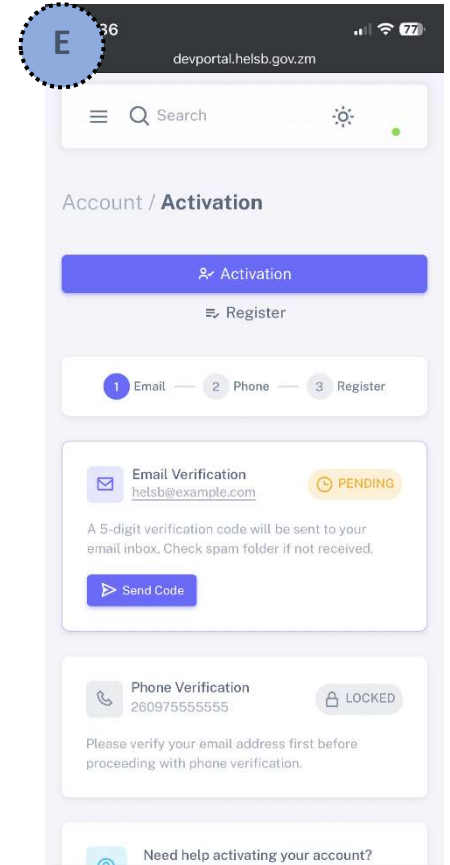 E
36
77
devportal.helsb.gov.zm
Search
Account / Activation
Activation
Register
1 Email 2 Phone 3 Register
Email Verification
helsb@example.com
PENDING
A 5-digit verification code will be sent to your
email inbox. Check spam folder if not received.
Send Code
Phone Verification
260975555555
LOCKED
Please verify your email address first before
proceeding with phone verification.
Need help activating your account?